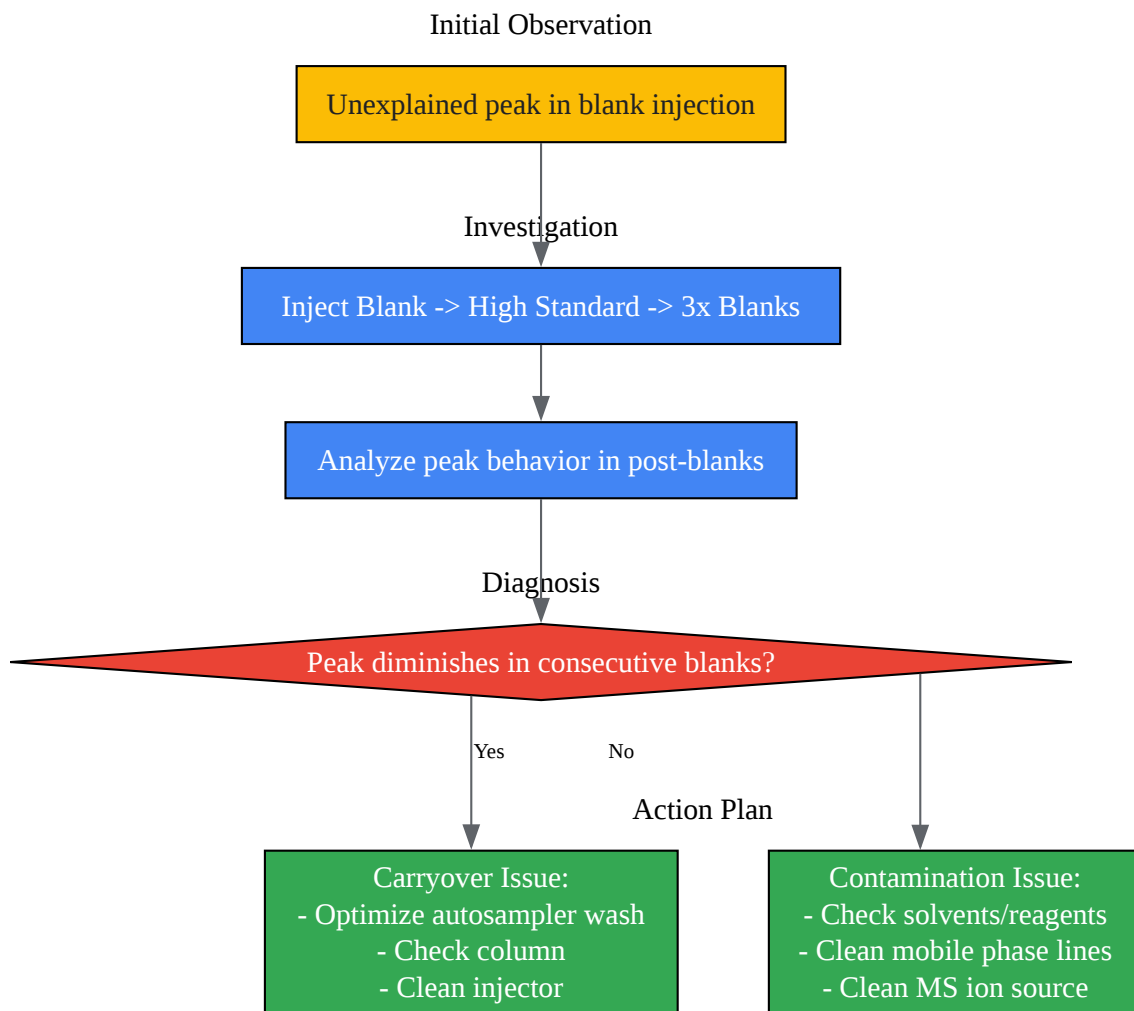 Initial Observation
Unexplained peak in blank injection
Investigation
Inject Blank -> High Standard -> 3x Blanks
Analyze peak behavior in post-blanks
Diagnosis
Peak diminishes in consecutive blanks?
Yes
No
Action Plan
Carryover Issue:
- Optimize autosampler wash
- Check column
- Clean injector
Contamination Issue:
- Check solvents/reagents
- Clean mobile phase lines
- Clean MS ion source